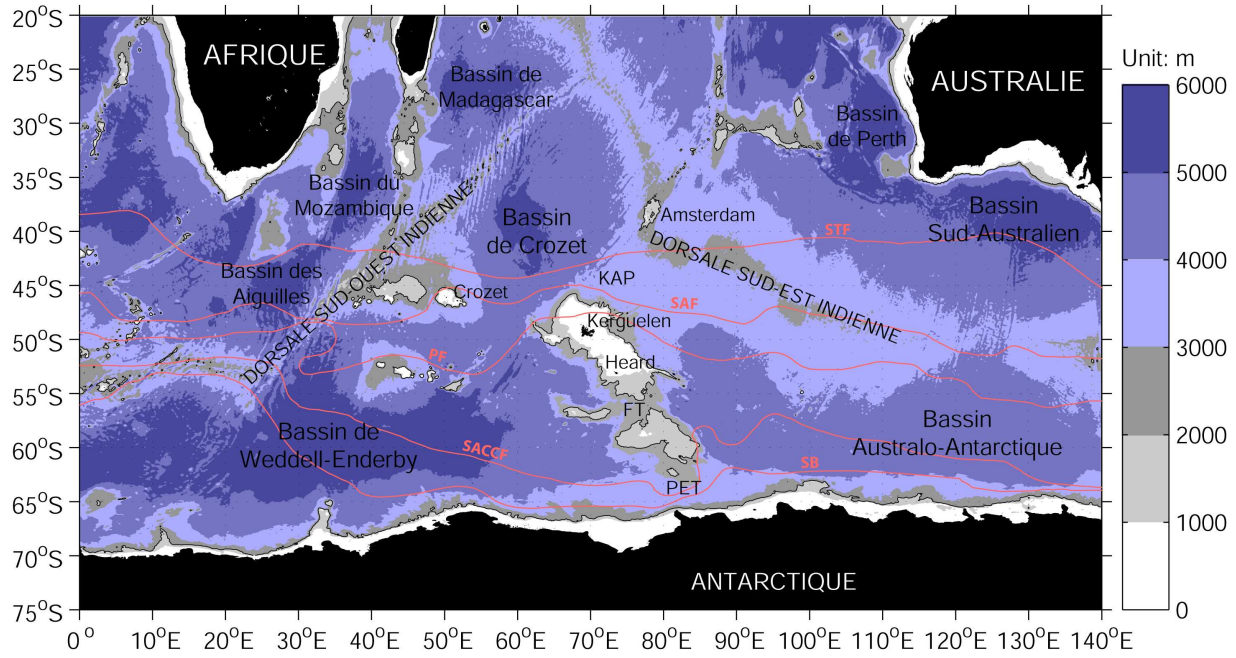 20°S
25°S
30°S
35°S
40°S
45°S
50°S
55°S
60°S
65°S
70°S
75°S
AFRIQUE
AUSTRALIE
Bassin de
Madagascar
Bassin
de Perth
Bassin du
Mozambique
Bassin
de Crozet
Amsterdam
Bassin
Sud-Australien
STF
DORSALE SUD OUEST INDIENNE
DORSALE SUD-EST INDIENNE
Bassin des
Aiguilles
Crozet
KAP
SAF
Kerguelen
PF
Heard
FT
Bassin de
Weddell-Enderby
SACCF
Bassin
Australo-Antarctique
SB
PET
ANTARCTIQUE
0° 10°E 20°E 30°E 40°E 50°E 60°E 70°E 80°E 90°E 100°E 110°E 120°E 130°E 140°E
Unit: m
6000
5000
4000
3000
2000
1000
0